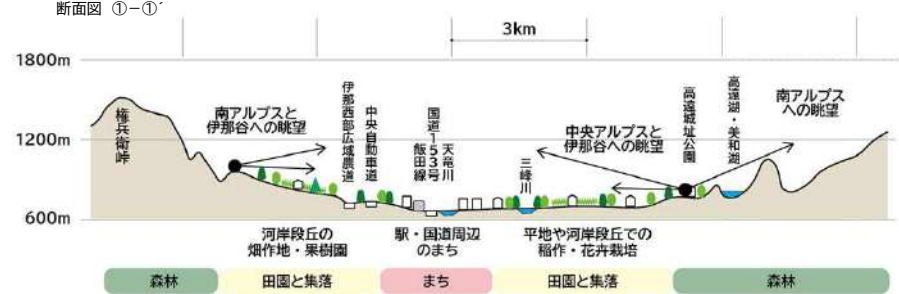 断面図 ①-①´
3km
1800m
1200m
600m
権兵衛峠
南アルプスと
伊那谷への眺望
伊那西部広域農道
中央自動車道
国道153号
飯田線
天竜川
三峰川
中央アルプスと
伊那谷への眺望
高遠城址公園
高遠湖・美和湖
南アルプス
への眺望
河岸段丘の
畑作地・果樹園
駅・国道周辺
のまち
平地や河岸段丘での
稲作・花卉栽培
森林
田園と集落
まち
田園と集落
森林